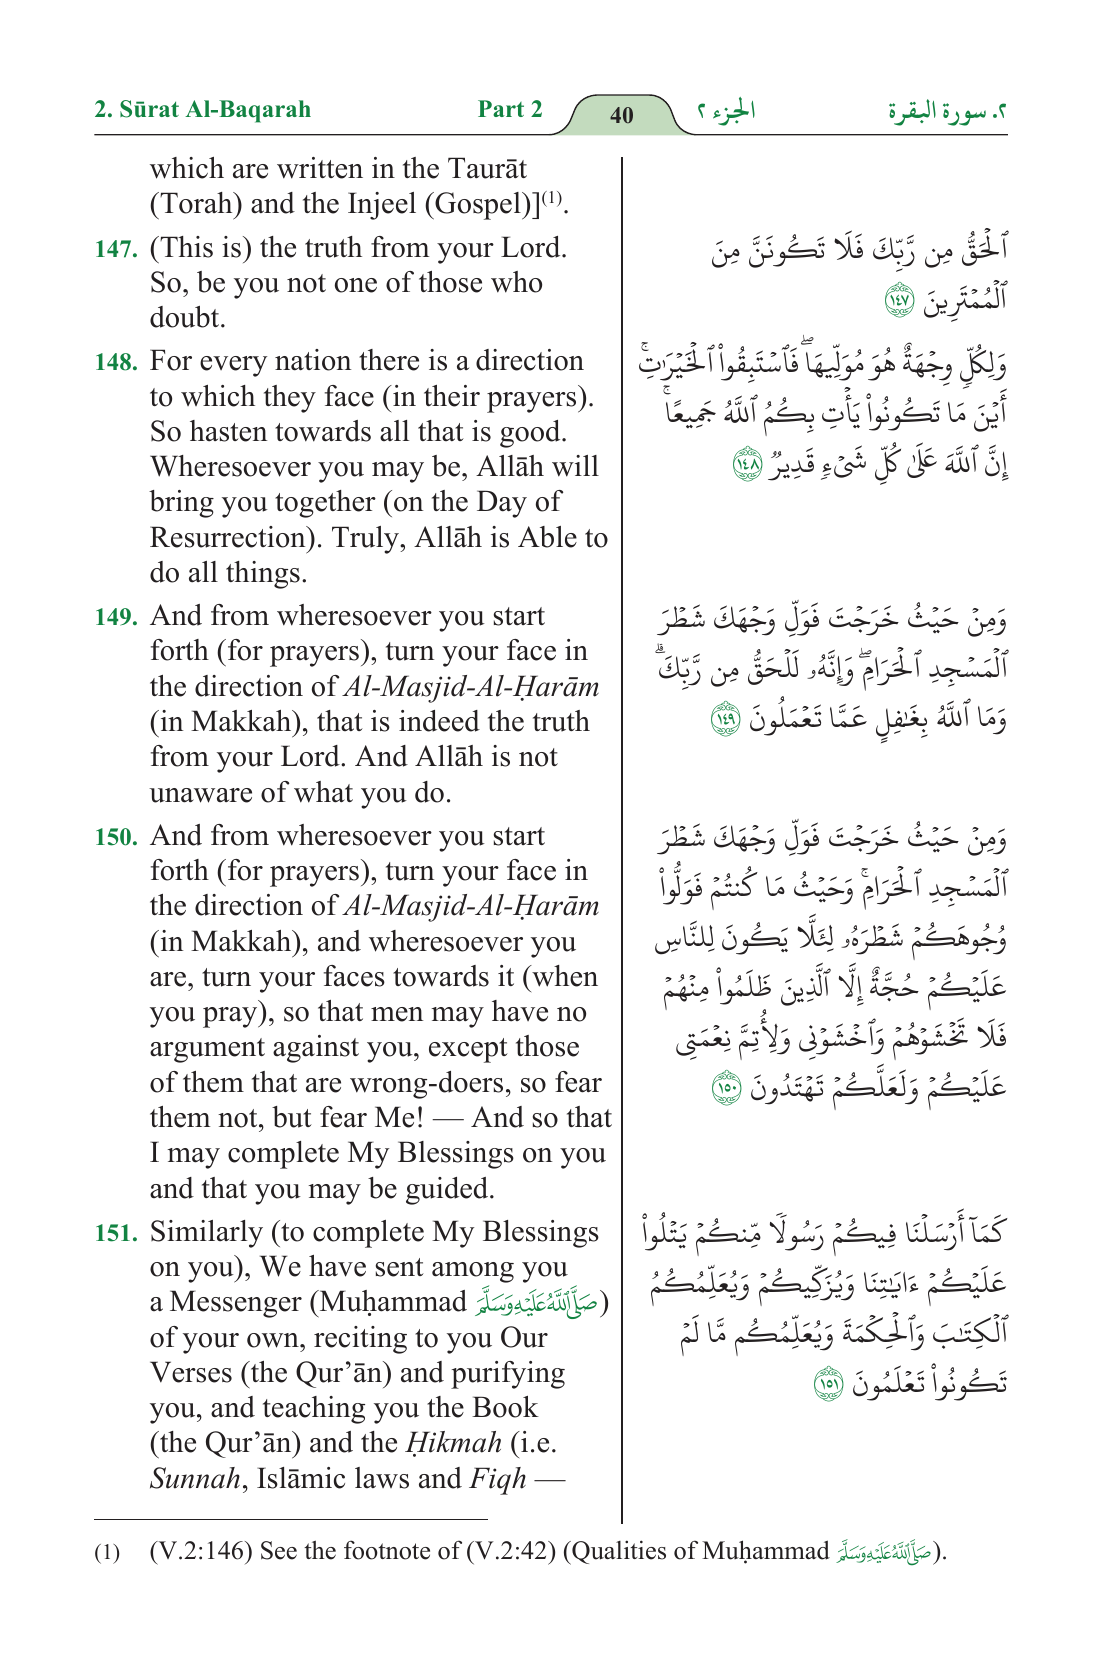 2. Sūrat Al-Baqarah
Part 2
40
الجزء ٢
٢. سورة البقرة
which are written in the Taurāt
(Torah) and the Injeel (Gospel)](1).
147. (This is) the truth from your Lord.
So, be you not one of those who
doubt.
148. For every nation there is a direction
to which they face (in their prayers).
So hasten towards all that is good.
Wheresoever you may be, Allāh will
bring you together (on the Day of
Resurrection). Truly, Allāh is Able to
do all things.
149. And from wheresoever you start
forth (for prayers), turn your face in
the direction of Al-Masjid-Al-Ḥarām
(in Makkah), that is indeed the truth
from your Lord. And Allāh is not
unaware of what you do.
150. And from wheresoever you start
forth (for prayers), turn your face in
the direction of Al-Masjid-Al-Ḥarām
(in Makkah), and wheresoever you
are, turn your faces towards it (when
you pray), so that men may have no
argument against you, except those
of them that are wrong-doers, so fear
them not, but fear Me! — And so that
I may complete My Blessings on you
and that you may be guided.
151. Similarly (to complete My Blessings
on you), We have sent among you
a Messenger (Muḥammad صَلَّى اللَّهُ عَلَيْهِ وَسَلَّمَ)
of your own, reciting to you Our
Verses (the Qur’ān) and purifying
you, and teaching you the Book
(the Qur’ān) and the Ḥikmah (i.e.
Sunnah, Islāmic laws and Fiqh —
ٱلۡحَقُّ مِن رَّبِّكَ فَلَا تَكُونَنَّ مِنَ
ٱلۡمُمۡتَرِينَ ١٤٧
وَلِكُلّٖ وِجۡهَةٌ هُوَ مُوَلِّيهَاۖ فَٱسۡتَبِقُواْ ٱلۡخَيۡرَٰتِۚ
أَيۡنَ مَا تَكُونُواْ يَأۡتِ بِكُمُ ٱللَّهُ جَمِيعًاۚ
إِنَّ ٱللَّهَ عَلَىٰ كُلِّ شَيۡءٖ قَدِيرٞ ١٤٨
وَمِنۡ حَيۡثُ خَرَجۡتَ فَوَلِّ وَجۡهَكَ شَطۡرَ
ٱلۡمَسۡجِدِ ٱلۡحَرَامِۖ وَإِنَّهُۥ لَلۡحَقُّ مِن رَّبِّكَۗ
وَمَا ٱللَّهُ بِغَٰفِلٍ عَمَّا تَعۡمَلُونَ ١٤٩
وَمِنۡ حَيۡثُ خَرَجۡتَ فَوَلِّ وَجۡهَكَ شَطۡرَ
ٱلۡمَسۡجِدِ ٱلۡحَرَامِۚ وَحَيۡثُ مَا كُنتُمۡ فَوَلُّواْ
وُجُوهَكُمۡ شَطۡرَهُۥ لِئَلَّا يَكُونَ لِلنَّاسِ
عَلَيۡكُمۡ حُجَّةٌ إِلَّا ٱلَّذِينَ ظَلَمُواْ مِنۡهُمۡ
فَلَا تَخۡشَوۡهُمۡ وَٱخۡشَوۡنِي وَلِأُتِمَّ نِعۡمَتِي
عَلَيۡكُمۡ وَلَعَلَّكُمۡ تَهۡتَدُونَ ١٥٠
كَمَآ أَرۡسَلۡنَا فِيكُمۡ رَسُولٗا مِّنكُمۡ يَتۡلُواْ
عَلَيۡكُمۡ ءَايَٰتِنَا وَيُزَكِّيكُمۡ وَيُعَلِّمُكُمُ
ٱلۡكِتَٰبَ وَٱلۡحِكۡمَةَ وَيُعَلِّمُكُم مَّا لَمۡ
تَكُونُواْ تَعۡلَمُونَ ١٥١
(1) (V.2:146) See the footnote of (V.2:42) (Qualities of Muḥammad صَلَّى اللَّهُ عَلَيْهِ وَسَلَّمَ).